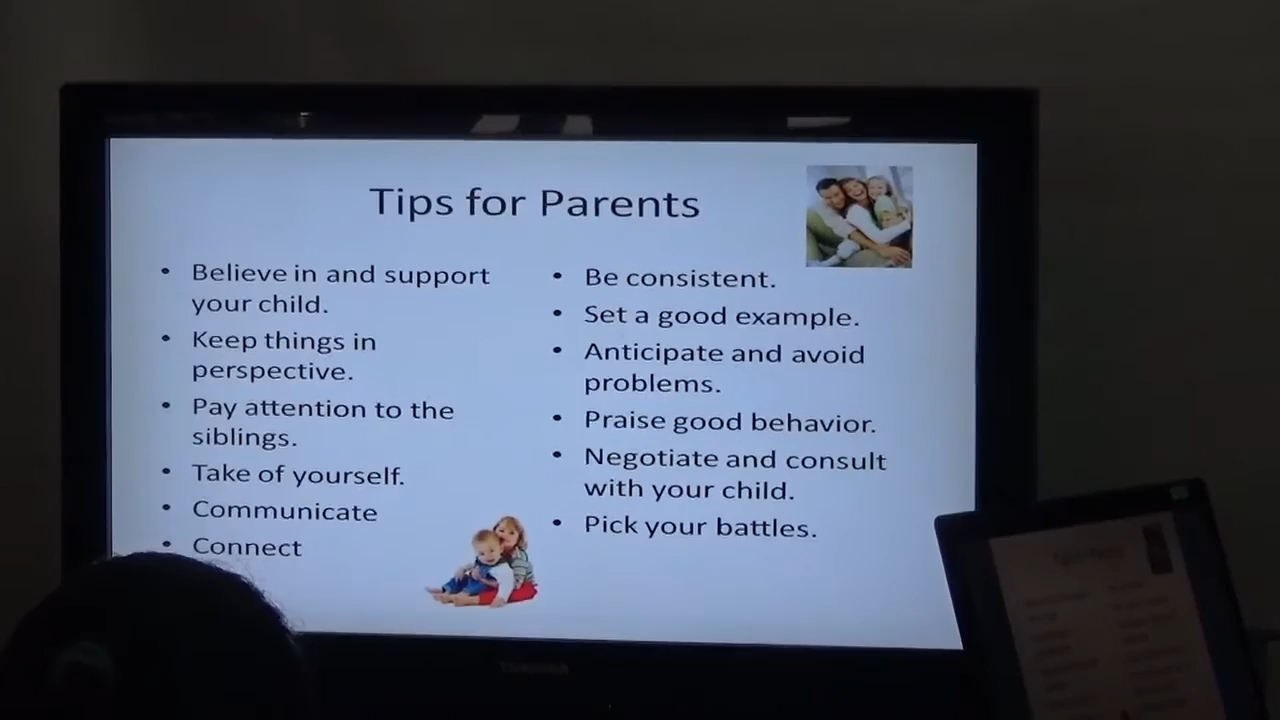 Tips for Parents
Believe in and support
your child.
Keep things in
perspective.
Pay attention to the
siblings.
Take of yourself.
Communicate
Connect
Be consistent.
Set a good example.
Anticipate and avoid
problems.
Praise good behavior.
Negotiate and consult
with your child.
Pick your battles.
TOSHIBA